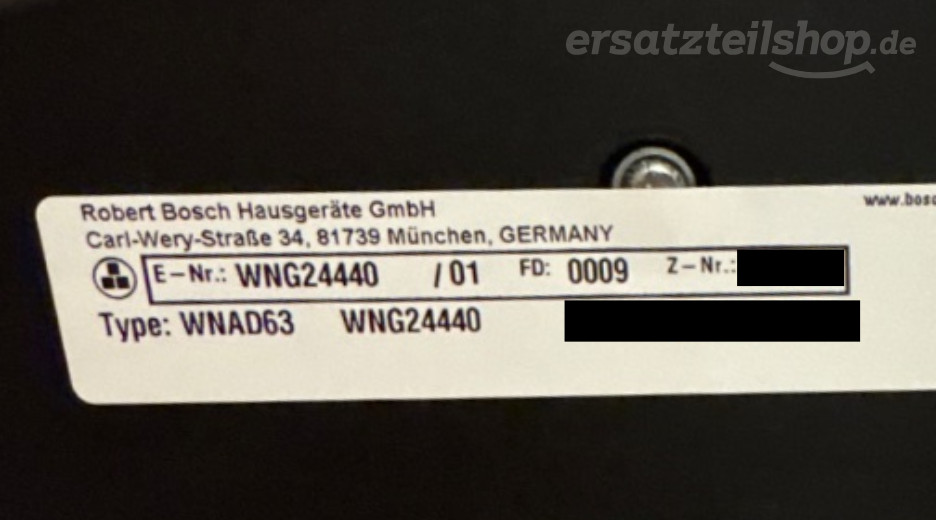 ersatzteilshop.de
Robert Bosch Hausgeräte GmbH
www.bosc
Carl-Wery-Straße 34, 81739 München, GERMANY
E-Nr.: WNG24440 /01 FD: 0009 Z-Nr.:
Type: WNAD63 WNG24440